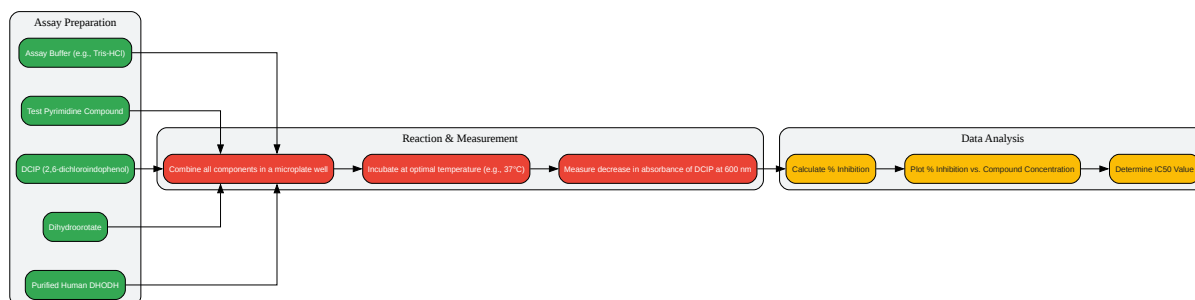 Assay Preparation
Assay Buffer (e.g., Tris-HCl)
Test Pyrimidine Compound
DCIP (2,6-dichloroindophenol)
Dihydroorotate
Purified Human DHODH
Reaction & Measurement
Combine all components in a microplate well
Incubate at optimal temperature (e.g., 37°C)
Measure decrease in absorbance of DCIP at 600 nm
Data Analysis
Calculate % Inhibition
Plot % Inhibition vs. Compound Concentration
Determine IC50 Value